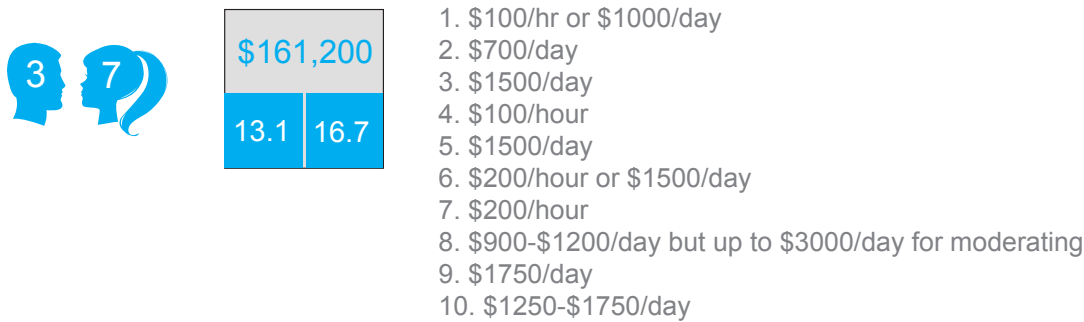 3 7
$161,200
13.1 16.7
1. $100/hr or $1000/day
2. $700/day
3. $1500/day
4. $100/hour
5. $1500/day
6. $200/hour or $1500/day
7. $200/hour
8. $900-$1200/day but up to $3000/day for moderating
9. $1750/day
10. $1250-$1750/day